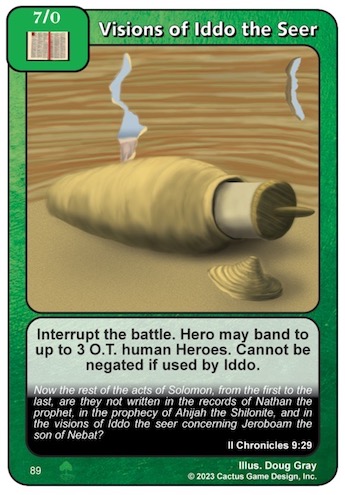 7/0
Visions of Iddo the Seer
Interrupt the battle. Hero may band to
up to 3 O.T. human Heroes. Cannot be
negated if used by Iddo.
Now the rest of the acts of Solomon, from the first to the
last, are they not written in the records of Nathan the
prophet, in the prophecy of Ahijah the Shilonite, and in
the visions of Iddo the seer concerning Jeroboam the
son of Nebat?
II Chronicles 9:29
89
Illus. Doug Gray
© 2023 Cactus Game Design, Inc.